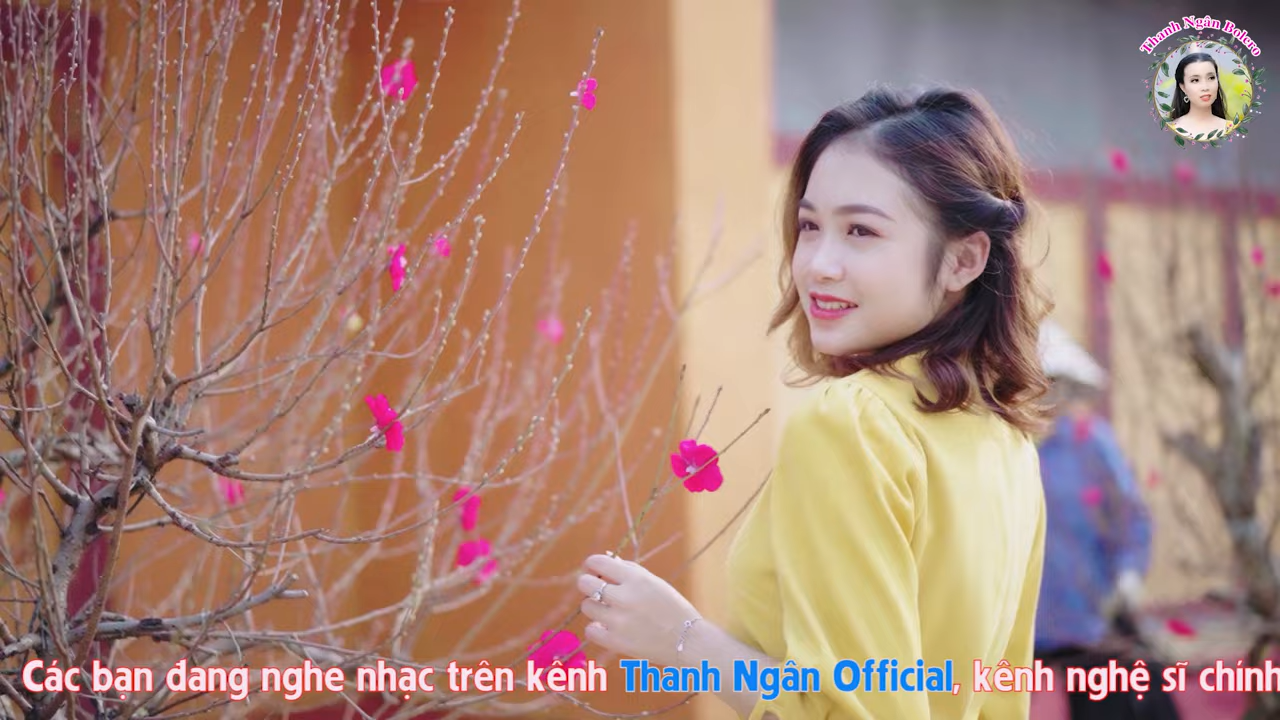 Thanh Ngân Bolero
Các bạn đang nghe nhạc trên kênh Thanh Ngân Official, kênh nghệ sĩ chính